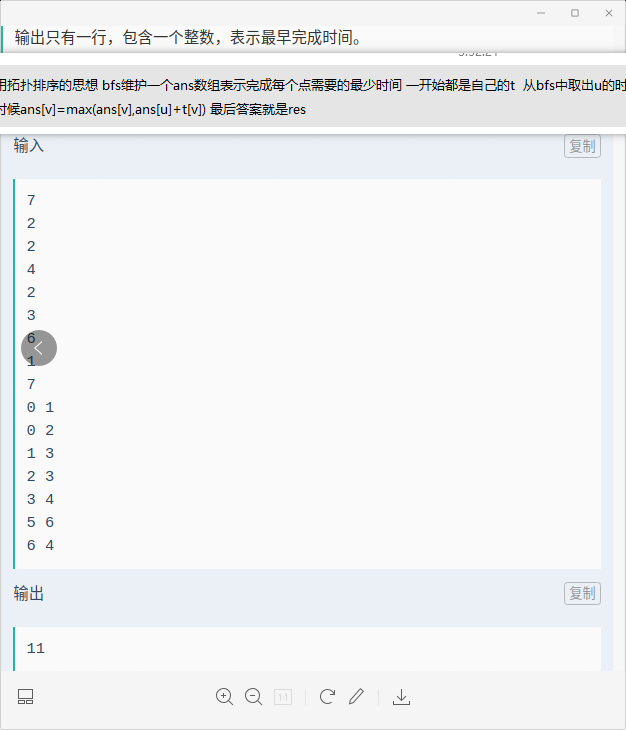 输出只有一行，包含一个整数，表示最早完成时间。
用拓扑排序的思想 bfs维护一个ans数组表示完成每个点需要的最少时间 一开始都是自己的t 从bfs中取出u的时
时候ans[v]=max(ans[v],ans[u]+t[v]) 最后答案就是res
输入
复制
7
2
2
4
2
3
6
1
7
0 1
0 2
1 3
2 3
3 4
5 6
6 4
输出
复制
11
1:1